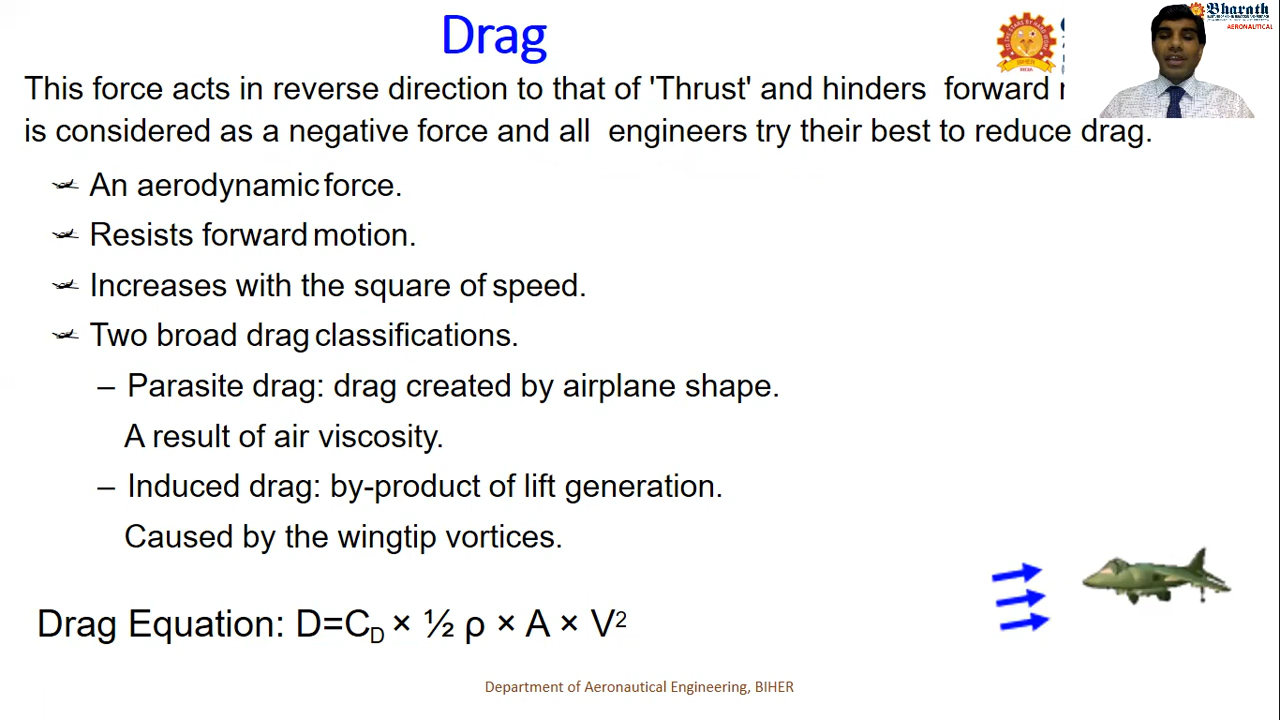 Drag
Bharath
AERONAUTICAL
BIHER
This force acts in reverse direction to that of 'Thrust' and hinders forward
is considered as a negative force and all engineers try their best to reduce drag.
An aerodynamic force.
Resists forward motion.
Increases with the square of speed.
Two broad drag classifications.
– Parasite drag: drag created by airplane shape.
A result of air viscosity.
– Induced drag: by-product of lift generation.
Caused by the wingtip vortices.
Drag Equation: D=C_D × ½ ρ × A × V²
Department of Aeronautical Engineering, BIHER